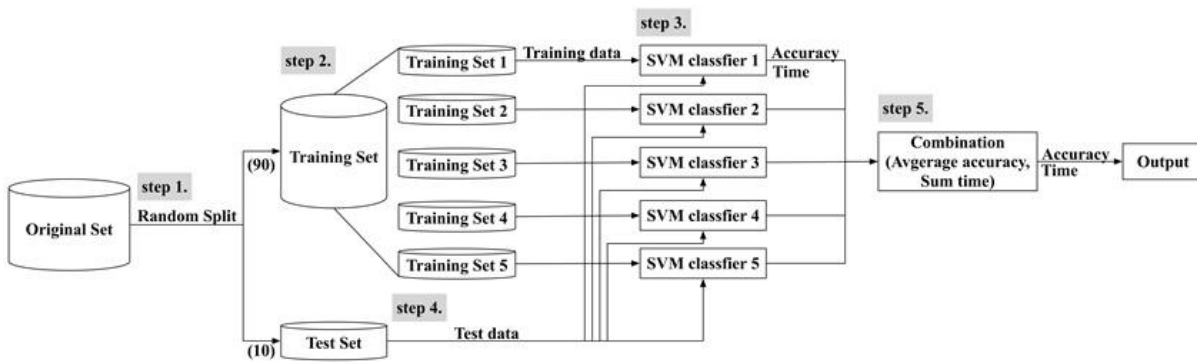 step 1.
Original Set
Random Split
(90)
(10)
step 2.
Training Set
Training Set 1
Training Set 2
Training Set 3
Training Set 4
Training Set 5
Training data
step 3.
SVM classfier 1
SVM classfier 2
SVM classfier 3
SVM classfier 4
SVM classfier 5
Accuracy
Time
step 4.
Test Set
Test data
step 5.
Combination
(Avgerage accuracy,
Sum time)
Accuracy
Time
Output